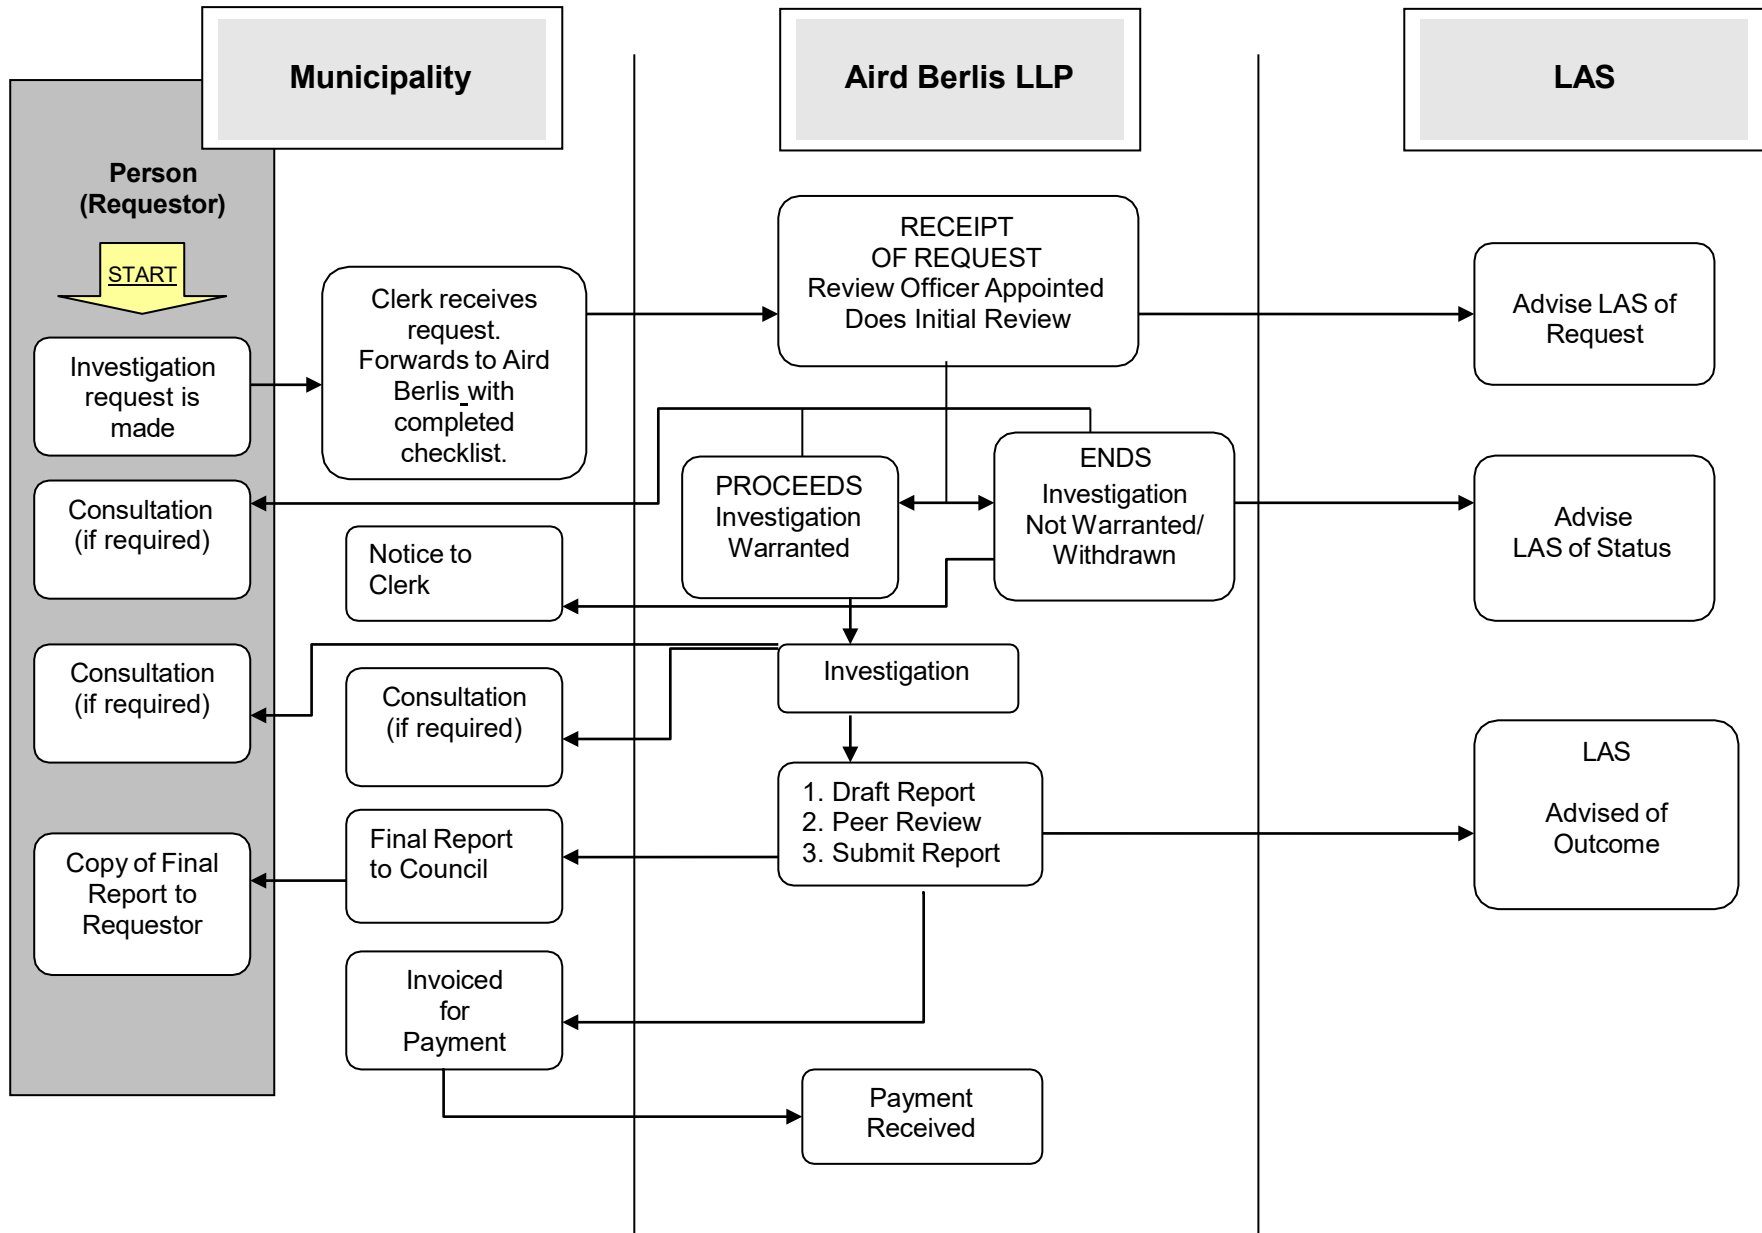 Municipality
Aird Berlis LLP
LAS
Person
(Requestor)
START
Investigation
request is
made
Clerk receives
request.
Forwards to Aird
Berlis with
completed
checklist.
RECEIPT
OF REQUEST
Review Officer Appointed
Does Initial Review
Advise LAS of
Request
Consultation
(if required)
Notice to
Clerk
PROCEEDS
Investigation
Warranted
ENDS
Investigation
Not Warranted/
Withdrawn
Advise
LAS of Status
Consultation
(if required)
Consultation
(if required)
Investigation
1. Draft Report
2. Peer Review
3. Submit Report
LAS
Advised of
Outcome
Final Report
to Council
Copy of Final
Report to
Requestor
Invoiced
for
Payment
Payment
Received